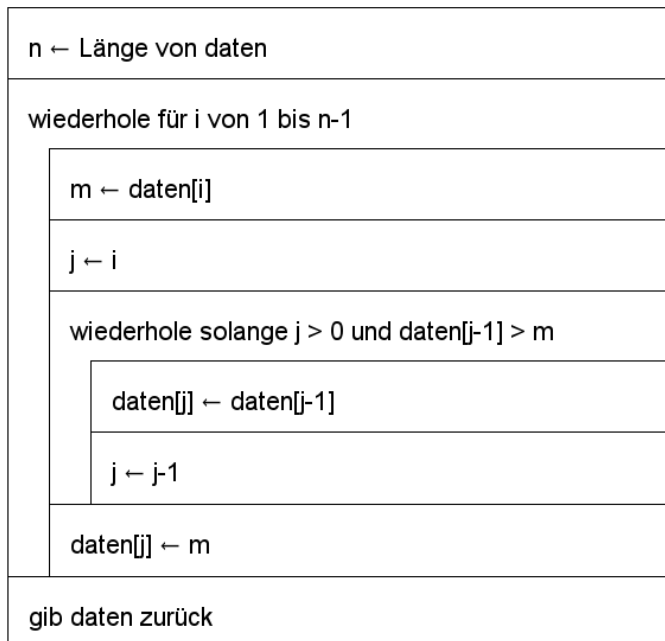 n ← Länge von daten
wiederhole für i von 1 bis n-1
m ← daten[i]
j ← i
wiederhole solange j > 0 und daten[j-1] > m
daten[j] ← daten[j-1]
j ← j-1
daten[j] ← m
gib daten zurück